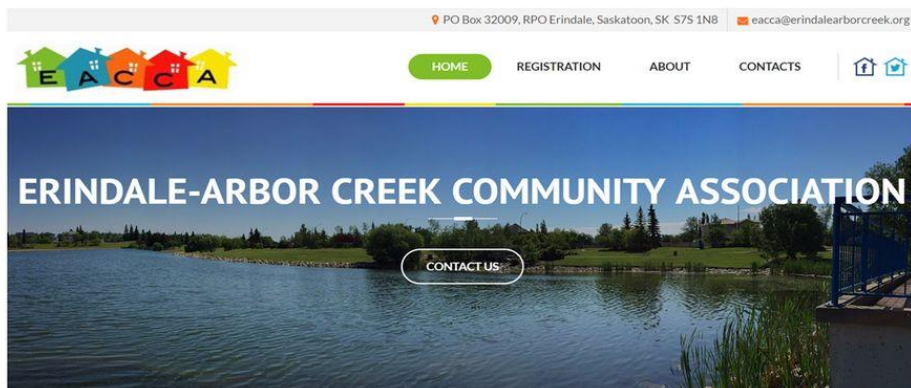 PO Box 32009, RPO Erindale, Saskatoon, SK S7S 1N8 eacca@erindalearborcreek.org
EACCA HOME REGISTRATION ABOUT CONTACTS
ERINDALE-ARBOR CREEK COMMUNITY ASSOCIATION
CONTACT US